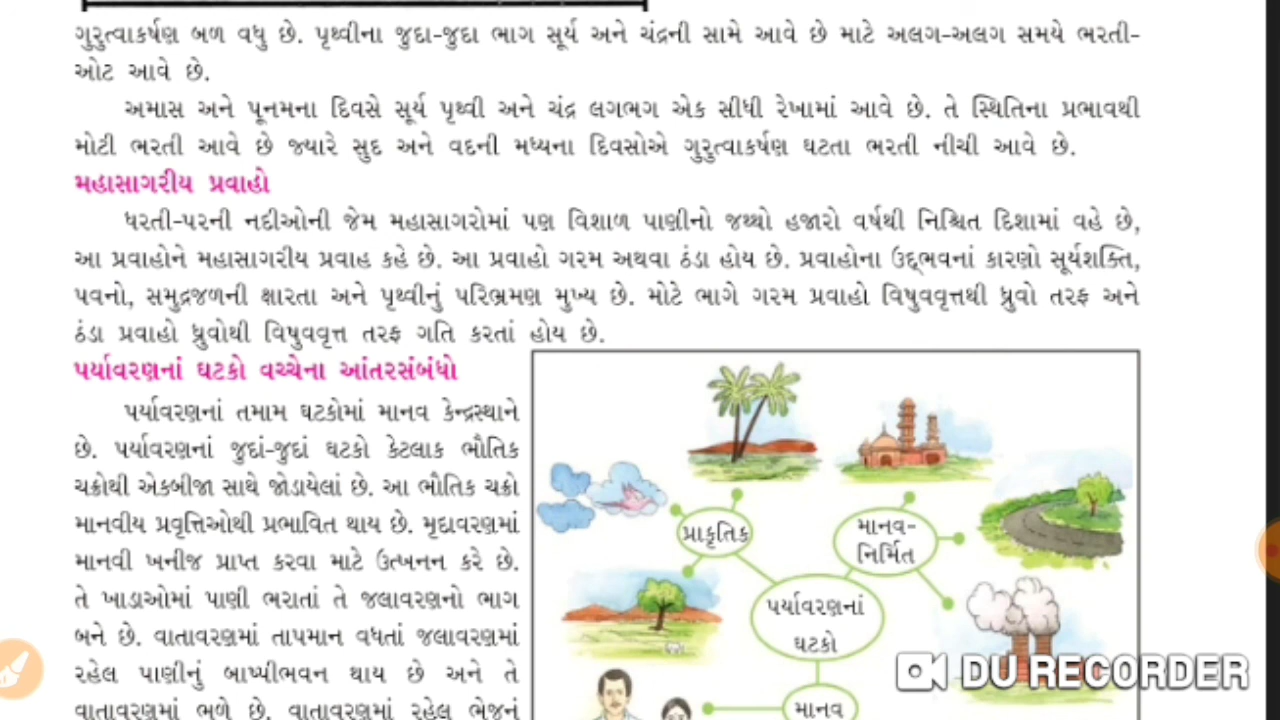 ગુરુત્વાકર્ષણ બળ વધુ છે. પૃથ્વીના જુદા-જુદા ભાગ સૂર્ય અને ચંદ્રની સામે આવે છે માટે અલગ-અલગ સમયે ભરતી-
ઓટ આવે છે.
અમાસ અને પૂનમના દિવસે સૂર્ય પૃથ્વી અને ચંદ્ર લગભગ એક સીધી રેખામાં આવે છે. તે સ્થિતિના પ્રભાવથી
મોટી ભરતી આવે છે જ્યારે સુદ અને વદની મધ્યના દિવસોએ ગુરુત્વાકર્ષણ ઘટતા ભરતી નીચી આવે છે.
મહાસાગરીય પ્રવાહો
ધરતી-પરની નદીઓની જેમ મહાસાગરોમાં પણ વિશાળ પાણીનો જથ્થો હજારો વર્ષથી નિશ્ચિત દિશામાં વહે છે,
આ પ્રવાહોને મહાસાગરીય પ્રવાહ કહે છે. આ પ્રવાહો ગરમ અથવા ઠંડા હોય છે. પ્રવાહોના ઉદ્ભવનાં કારણો સૂર્યશક્તિ,
પવનો, સમુદ્રજળની ક્ષારતા અને પૃથ્વીનું પરિભ્રમણ મુખ્ય છે. મોટે ભાગે ગરમ પ્રવાહો વિષુવવૃત્તથી ધ્રુવો તરફ અને
ઠંડા પ્રવાહો ધ્રુવોથી વિષુવવૃત્ત તરફ ગતિ કરતાં હોય છે.
પર્યાવરણનાં ઘટકો વચ્ચેના આંતરસંબંધો
પર્યાવરણનાં તમામ ઘટકોમાં માનવ કેન્દ્રસ્થાને
છે. પર્યાવરણનાં જુદાં-જુદાં ઘટકો કેટલાક ભૌતિક
ચક્રોથી એકબીજા સાથે જોડાયેલાં છે. આ ભૌતિક ચક્રો
માનવીય પ્રવૃત્તિઓથી પ્રભાવિત થાય છે. મૃદાવરણમાં
માનવી ખનીજ પ્રાપ્ત કરવા માટે ઉત્ખનન કરે છે.
તે ખાડાઓમાં પાણી ભરાતાં તે જલાવરણનો ભાગ
બને છે. વાતાવરણમાં તાપમાન વધતાં જલાવરણમાં
રહેલ પાણીનું બાષ્પીભવન થાય છે અને તે
વાતાવરણમાં ભળે છે. વાતાવરણમાં રહેલ ભેજનં
પ્રાકૃતિક
માનવ-
નિર્મિત
પર્યાવરણનાં
ઘટકો
માનવ
DU RECORDER